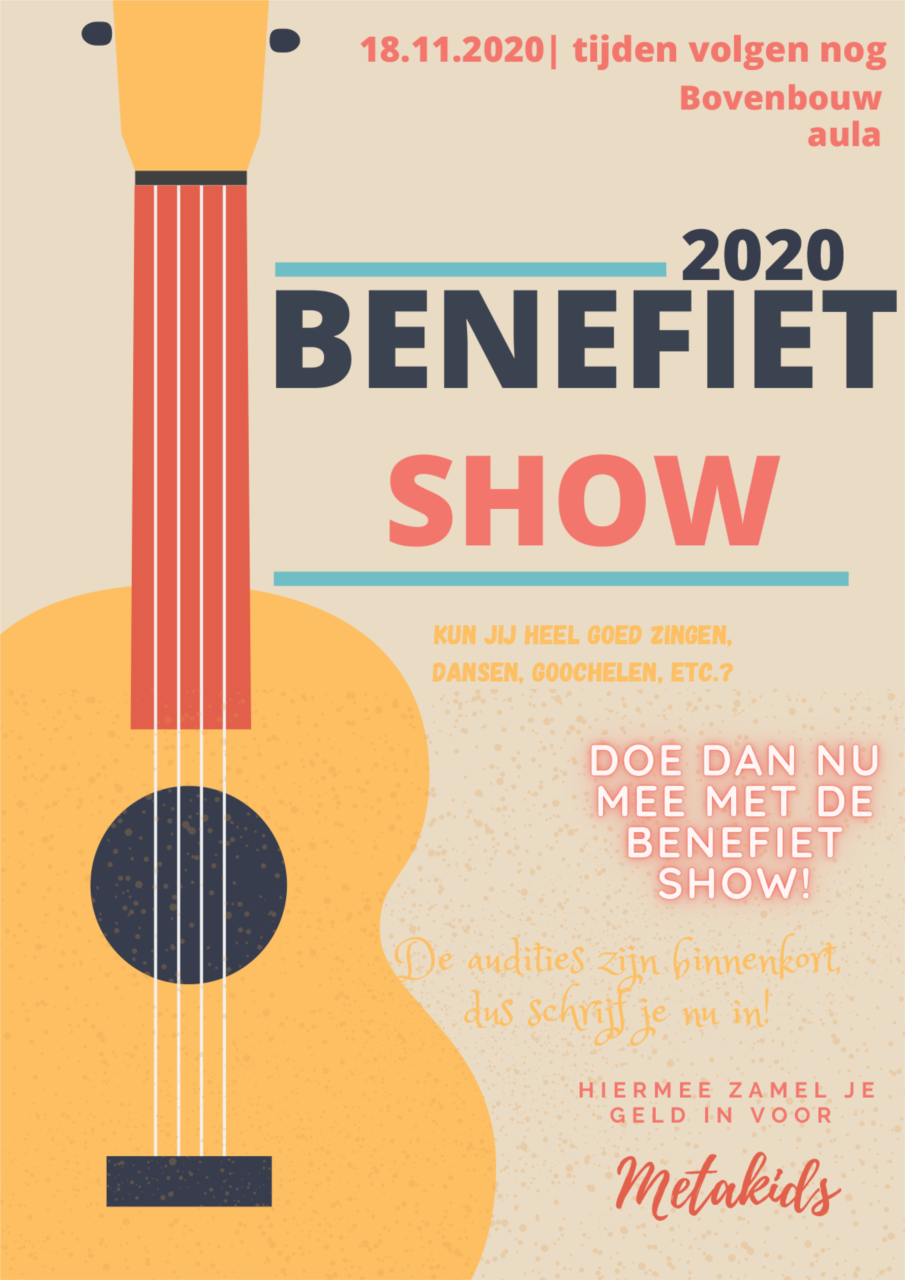 18.11.2020| tijden volgen nog
Bovenbouw
aula
2020
BENEFIET
SHOW
KUN JIJ HEEL GOED ZINGEN,
DANSEN, GOOCHELEN, ETC.?
DOE DAN NU
MEE MET DE
BENEFIET
SHOW!
De audities zijn binnenkort,
dus schrijf je nu in!
HIERMEE ZAMEL JE
GELD IN VOOR
Metakids